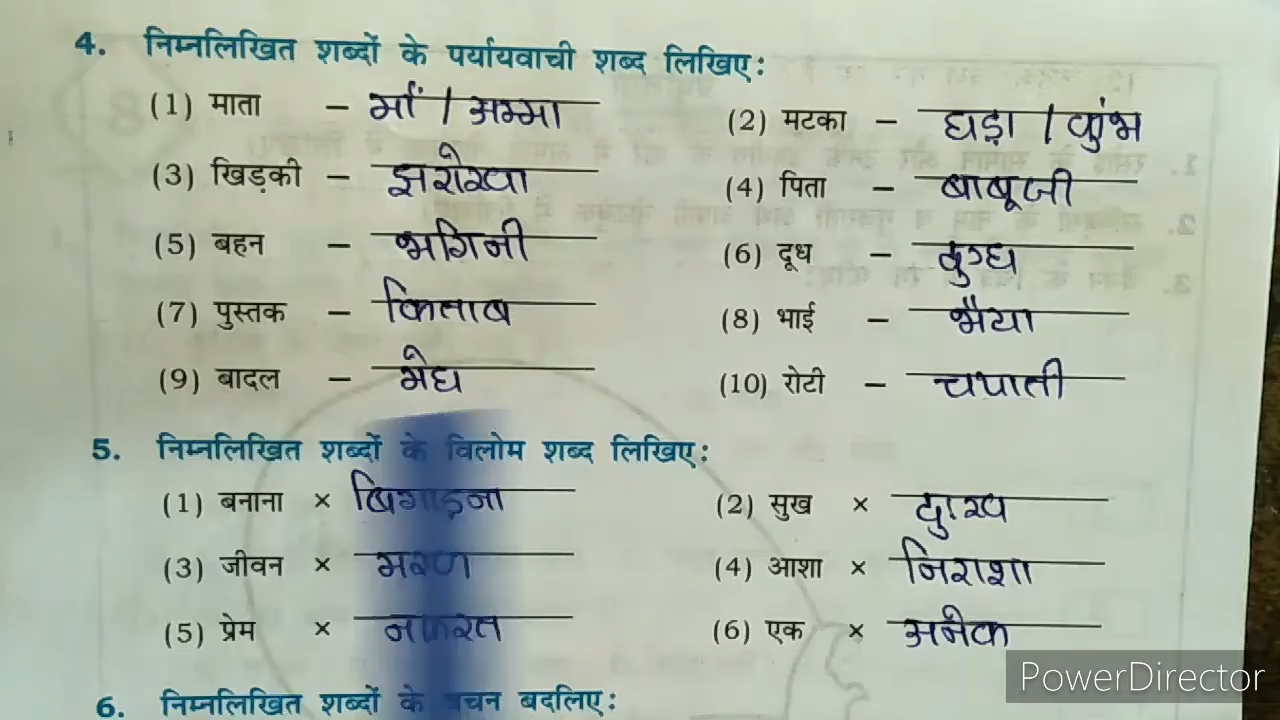 4. निम्नलिखित शब्दों के पर्यायवाची शब्द लिखिए:
(1) माता – माँ / अम्मा (2) मटका – घड़ा / कुंभ
(3) खिड़की – झरोखा (4) पिता – बाबूजी
(5) बहन – भगिनी (6) दूध – दुग्ध
(7) पुस्तक – किताब (8) भाई – भैया
(9) बादल – मेघ (10) रोटी – चपाती
5. निम्नलिखित शब्दों के विलोम शब्द लिखिए:
(1) बनाना × बिगाड़ना (2) सुख × दुःख
(3) जीवन × मरण (4) आशा × निराशा
(5) प्रेम × नफरत (6) एक × अनेक
6. निम्नलिखित शब्दों के वचन बदलिए:
PowerDirector